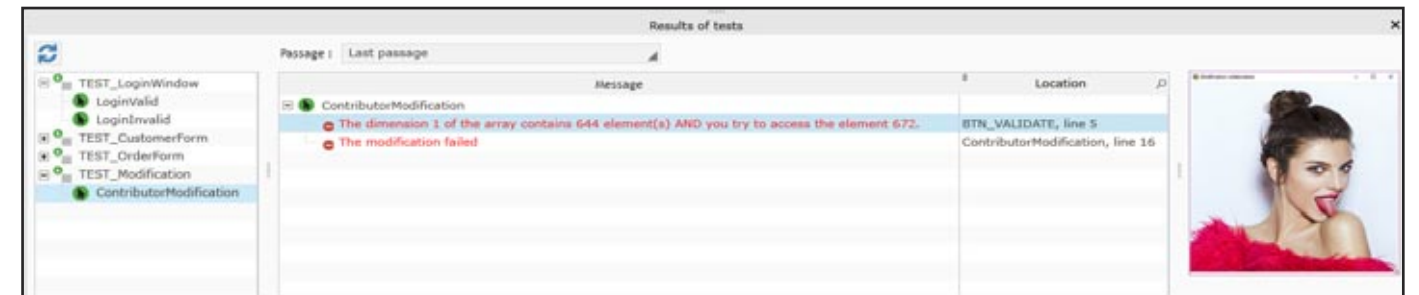 Results of tests
Passage : Last passage
Message Location
TEST_LoginWindow
LoginValid
LoginInvalid
TEST_CustomerForm
TEST_OrderForm
TEST_Modification
ContributorModification
ContributorModification
The dimension 1 of the array contains 644 element(s) AND you try to access the element 672. BTN_VALIDATE, line 5
The modification failed ContributorModification, line 16